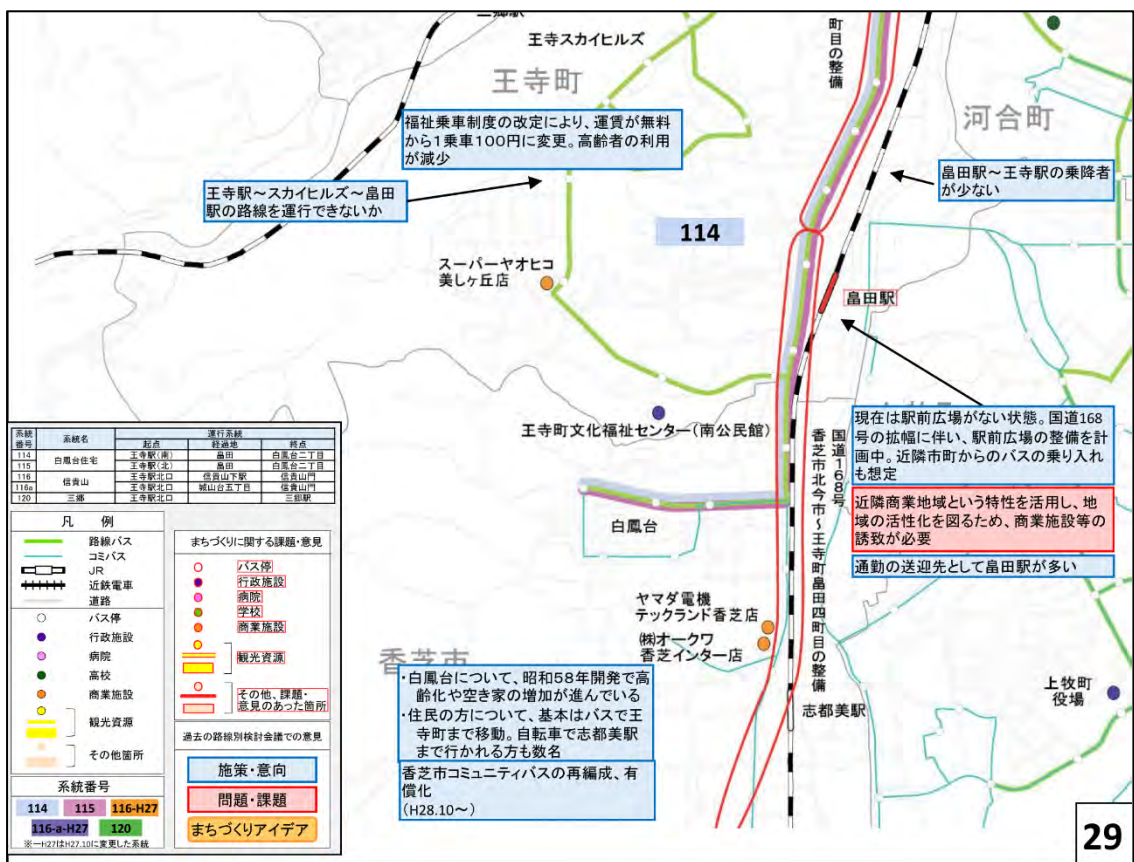 王寺スカイヒルズ
王寺町
町目の整備
河合町
福祉乗車制度の改定により、運賃が無料
から1乗車100円に変更。高齢者の利用
が減少
王寺駅～スカイヒルズ～畠田
駅の路線を運行できないか
畠田駅～王寺駅の乗降者
が少ない
114
スーパーヤオヒコ
美しヶ丘店
畠田駅
王寺町文化福祉センター(南公民館)
現在は駅前広場がない状態。国道168
号の拡幅に伴い、駅前広場の整備を計
画中。近隣市町からのバスの乗り入れ
も想定
近隣商業地域という特性を活用し、地
域の活性化を図るため、商業施設等の
誘致が必要
通勤の送迎先として畠田駅が多い
国道168号
香芝市北今市～王寺町畠田四町目の整備
白鳳台
ヤマダ電機
テックランド香芝店
㈱オークワ
香芝インター店
香芝市
志都美駅
上牧町
役場
・白鳳台について、昭和58年開発で高
齢化や空き家の増加が進んでいる
・住民の方について、基本はバスで王
寺町まで移動。自転車で志都美駅
まで行かれる方も数名
香芝市コミュニティバスの再編成、有
償化
(H28.10～)
系統番号 系統名 運行系統
起点 経過地 終点
114 白鳳台住宅 王寺駅(南) 畠田 白鳳台二丁目
115 王寺駅(北) 畠田 白鳳台二丁目
116 信貴山 王寺駅北口 信貴山下駅 信貴山門
116a 王寺駅北口 城山台五丁目 信貴山門
120 三郷 王寺駅北口 三郷駅
凡 例
路線バス
コミバス
JR
近鉄電車
道路
バス停
行政施設
病院
高校
商業施設
観光資源
その他箇所
まちづくりに関する課題・意見
バス停
行政施設
病院
学校
商業施設
観光資源
その他、課題・
意見のあった箇所
過去の路線別検討会議での意見
施策・意向
問題・課題
まちづくりアイデア
系統番号
114 115 116-H27
116-a-H27 120
※－H27はH27.10に変更した系統
29